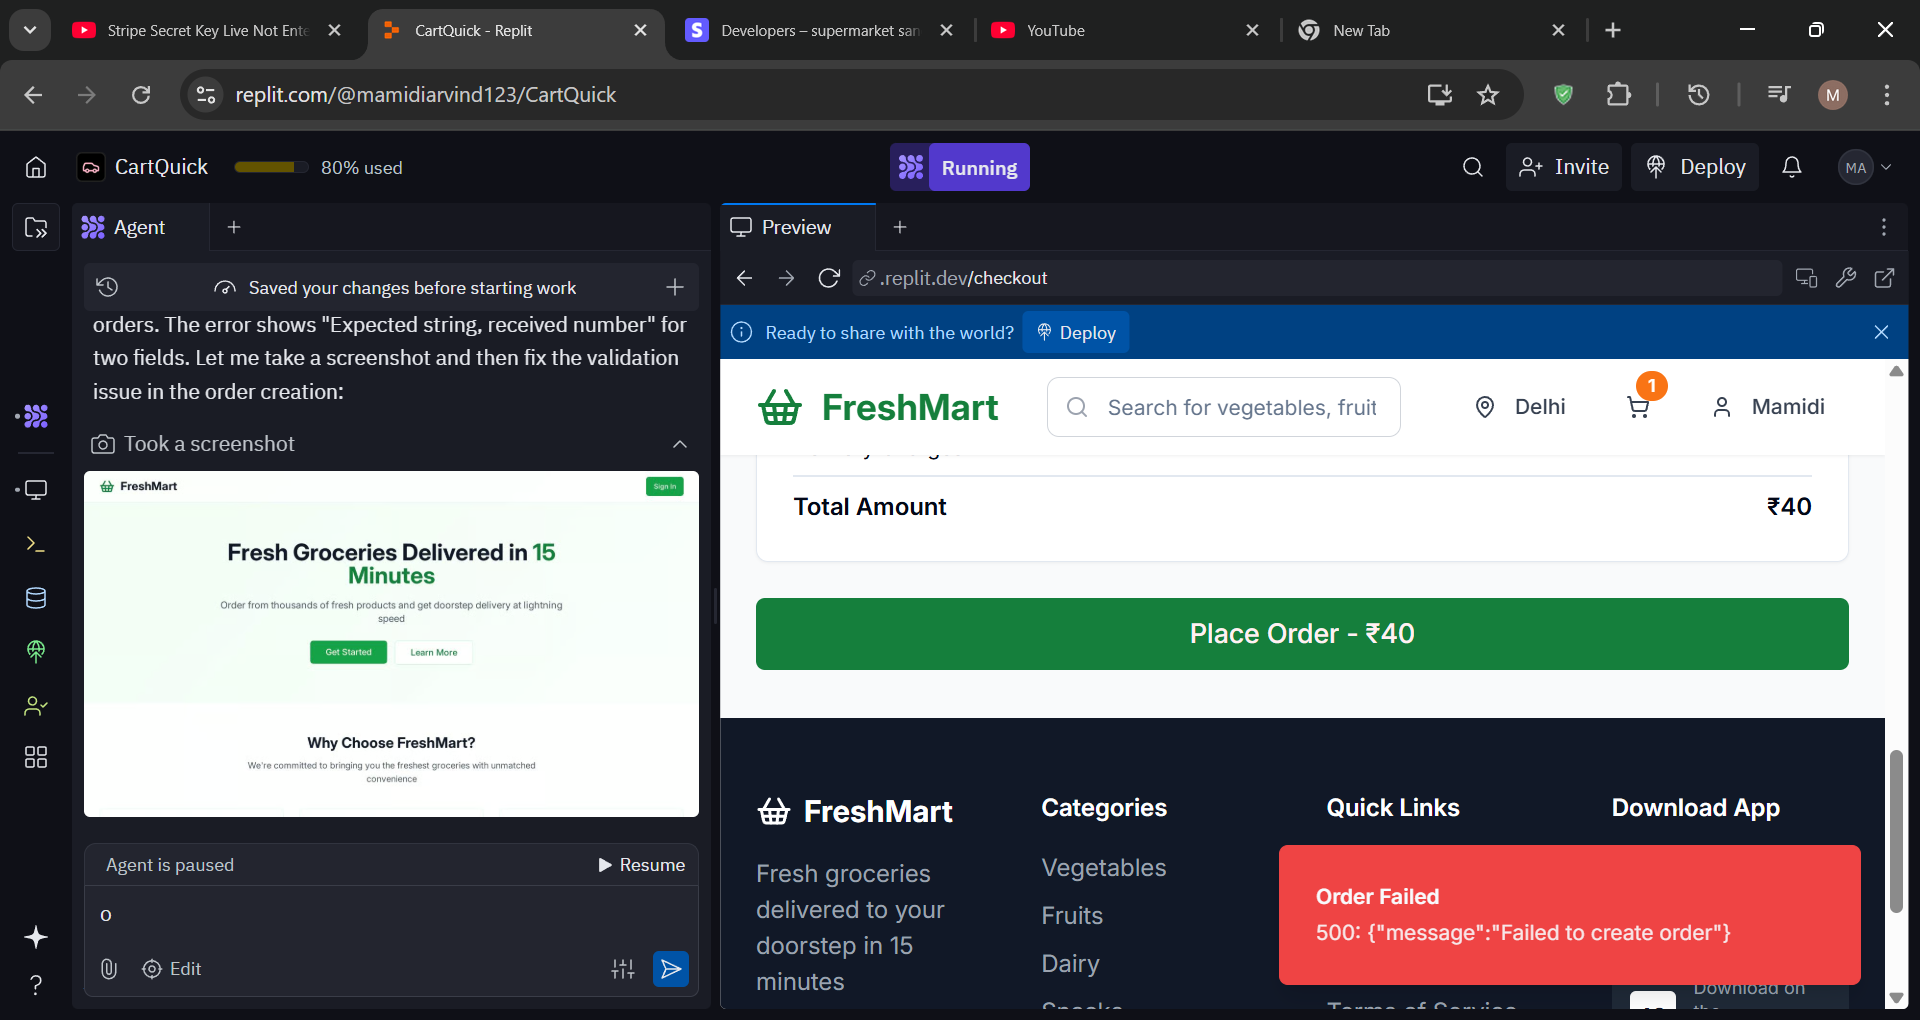 Stripe Secret Key Live Not Ente
CartQuick - Replit
Developers – supermarket san
YouTube
New Tab
replit.com/@mamidiarvind123/CartQuick
M
CartQuick
80% used
Running
Invite
Deploy
MA
Agent
Preview
Saved your changes before starting work
.replit.dev/checkout
orders. The error shows "Expected string, received number" for
two fields. Let me take a screenshot and then fix the validation
issue in the order creation:
Took a screenshot
FreshMart
Sign In
Fresh Groceries Delivered in 15
Minutes
Order from thousands of fresh products and get doorstep delivery at lightning
speed
Get Started
Learn More
Why Choose FreshMart?
We're committed to bringing you the freshest groceries with unmatched
convenience
Agent is paused
Resume
o
Edit
Ready to share with the world?
Deploy
FreshMart
Search for vegetables, fruit
Delhi
1
Mamidi
Total Amount
₹40
Place Order - ₹40
FreshMart
Fresh groceries
delivered to your
doorstep in 15
minutes
Categories
Vegetables
Fruits
Dairy
Snacks
Quick Links
Terms of Service
Download App
Download on
Order Failed
500: {"message":"Failed to create order"}